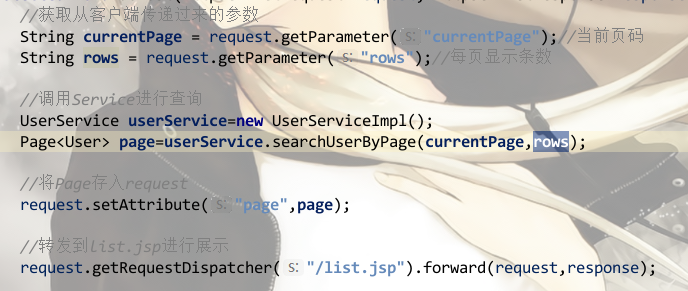 //获取从客户端传递过来的参数
String currentPage = request.getParameter( s: "currentPage"); //当前页码
String rows = request.getParameter( s: "rows");//每页显示条数
//调用Service进行查询
UserService userService=new UserServiceImpl();
Page<User> page=userService.searchUserByPage(currentPage,rows);
//将Page存入request
request.setAttribute( s: "page",page);
//转发到list.jsp进行展示
request.getRequestDispatcher( s: "/list.jsp").forward(request,response);